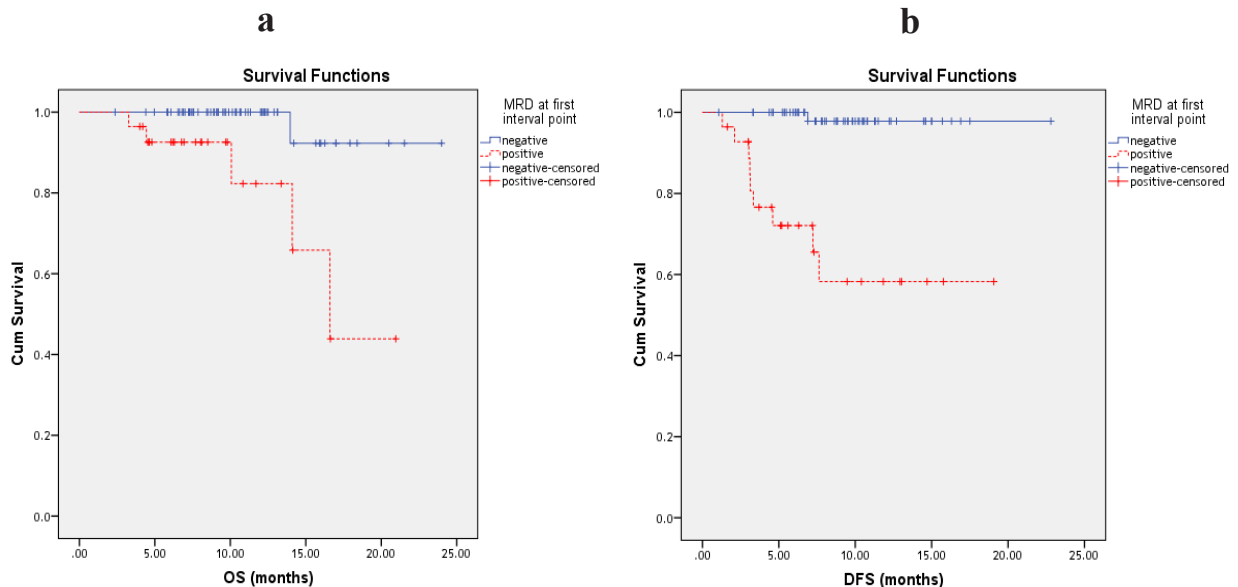 a
Survival Functions
1.0
0.8
0.6
0.4
0.2
0.0
Cum Survival
.00 5.00 10.00 15.00 20.00 25.00
OS (months)
MRD at first
interval point
negative
positive
negative-censored
positive-censored
b
Survival Functions
1.0
0.8
0.6
0.4
0.2
0.0
Cum Survival
.00 5.00 10.00 15.00 20.00 25.00
DFS (months)
MRD at first
interval point
negative
positive
negative-censored
positive-censored